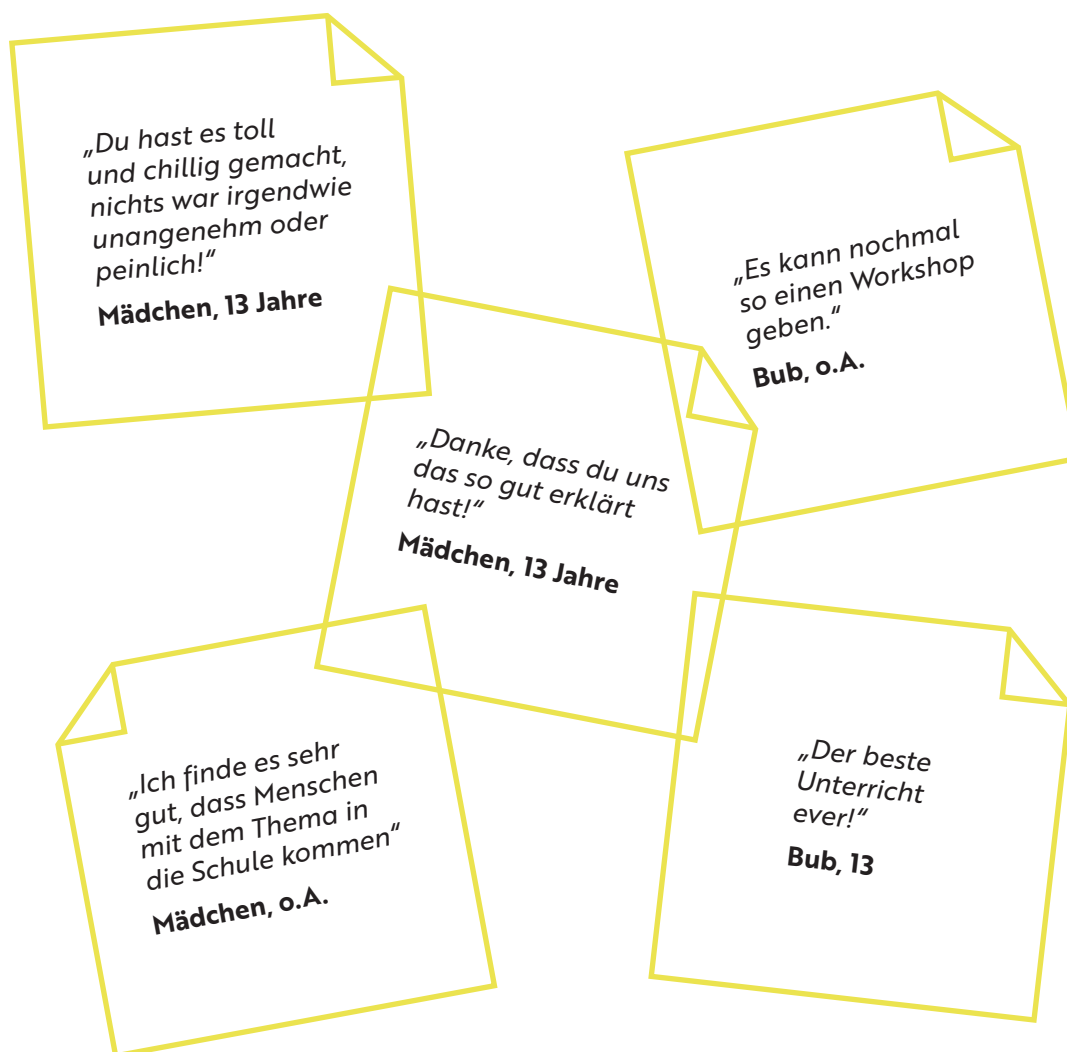 „Du hast es toll
und chillig gemacht,
nichts war irgendwie
unangenehm oder
peinlich!“
Mädchen, 13 Jahre
„Es kann nochmal
so einen Workshop
geben.“
Bub, o.A.
„Danke, dass du uns
das so gut erklärt
hast!“
Mädchen, 13 Jahre
„Ich finde es sehr
gut, dass Menschen
mit dem Thema in
die Schule kommen“
Mädchen, o.A.
„Der beste
Unterricht
ever!“
Bub, 13